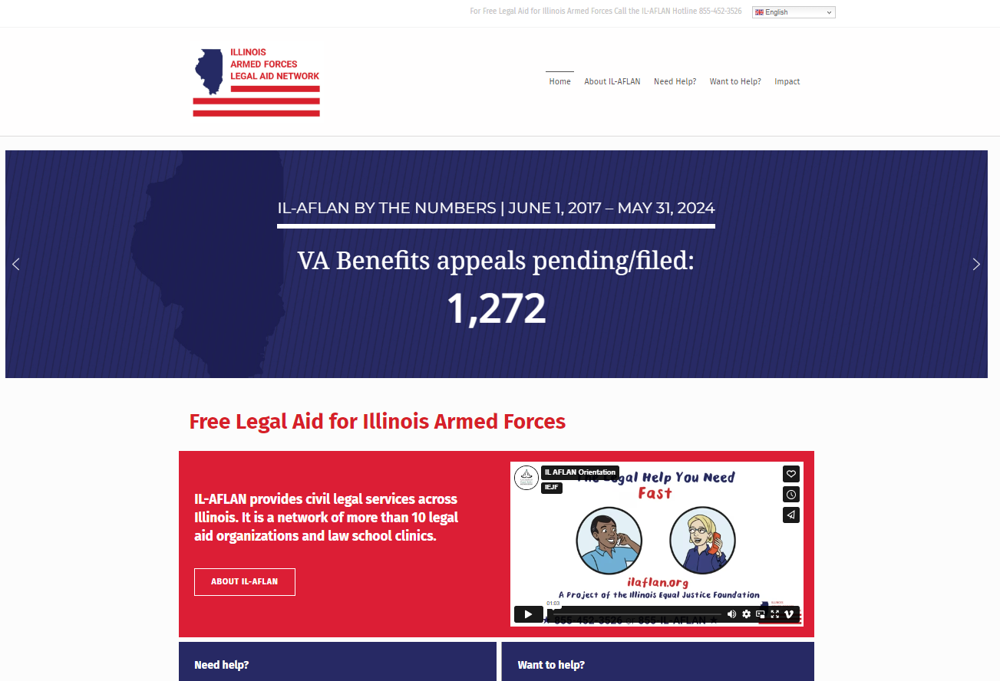 For Free Legal Aid for Illinois Armed Forces Call the IL-AFLAN Hotline 855-452-3526
English
ILLINOIS
ARMED FORCES
LEGAL AID NETWORK
Home About IL-AFLAN Need Help? Want to Help? Impact
IL-AFLAN BY THE NUMBERS | JUNE 1, 2017 – MAY 31, 2024
VA Benefits appeals pending/filed:
1,272
Free Legal Aid for Illinois Armed Forces
IL-AFLAN provides civil legal services across
Illinois. It is a network of more than 10 legal
aid organizations and law school clinics.
ABOUT IL-AFLAN
IL AFLAN Orientation
IEJF
The Legal Help You Need
Fast
ilaflan.org
A Project of the Illinois Equal Justice Foundation
01:03
855-452-3526 or 855-IL-AFLAN
Need help?
Want to help?